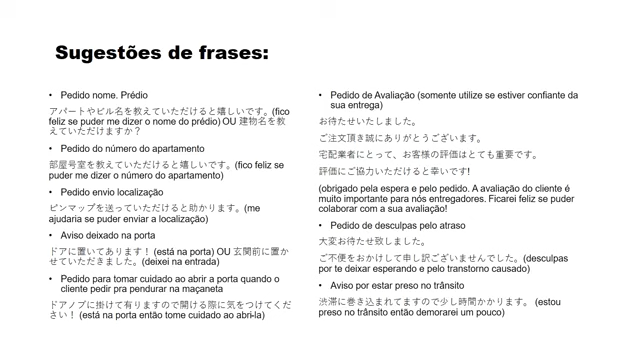 Sugestões de frases:
• Pedido nome. Prédio
アパートやビル名を教えていただけると嬉しいです。(fico
feliz se puder me dizer o nome do prédio) OU 建物名を教
えていただけますか？
• Pedido do número do apartamento
部屋号室を教えていただけると嬉しいです。(fico feliz se
puder me dizer o número do apartamento)
• Pedido envio localização
ピンマップを送っていただけると助かります。(me
ajudaria se puder enviar a localização)
• Aviso deixado na porta
ドアに置いてあります！ (está na porta) OU 玄関前に置か
せていただきました。(deixei na entrada)
• Pedido para tomar cuidado ao abrir a porta quando o
cliente pedir pra pendurar na maçaneta
ドアノブに掛けて有りますので開ける際に気をつけてくだ
さい！ (está na porta então tome cuidado ao abri-la)
• Pedido de Avaliação (somente utilize se estiver confiante da
sua entrega)
お待たせいたしました。
ご注文頂き誠にありがとうございます。
宅配業者にとって、お客様の評価はとても重要です。
評価にご協力いただけると幸いです!
(obrigado pela espera e pelo pedido. A avaliação do cliente é
muito importante para nós entregadores. Ficarei feliz se puder
colaborar com a sua avaliação!
• Pedido de desculpas pelo atraso
大変お待たせ致しました。
ご不便をおかけして申し訳ございませんでした。(desculpas
por te deixar esperando e pelo transtorno causado)
• Aviso por estar preso no trânsito
渋滞に巻き込まれてますので少し時間かかります。 (estou
preso no trânsito então demorarei um pouco)